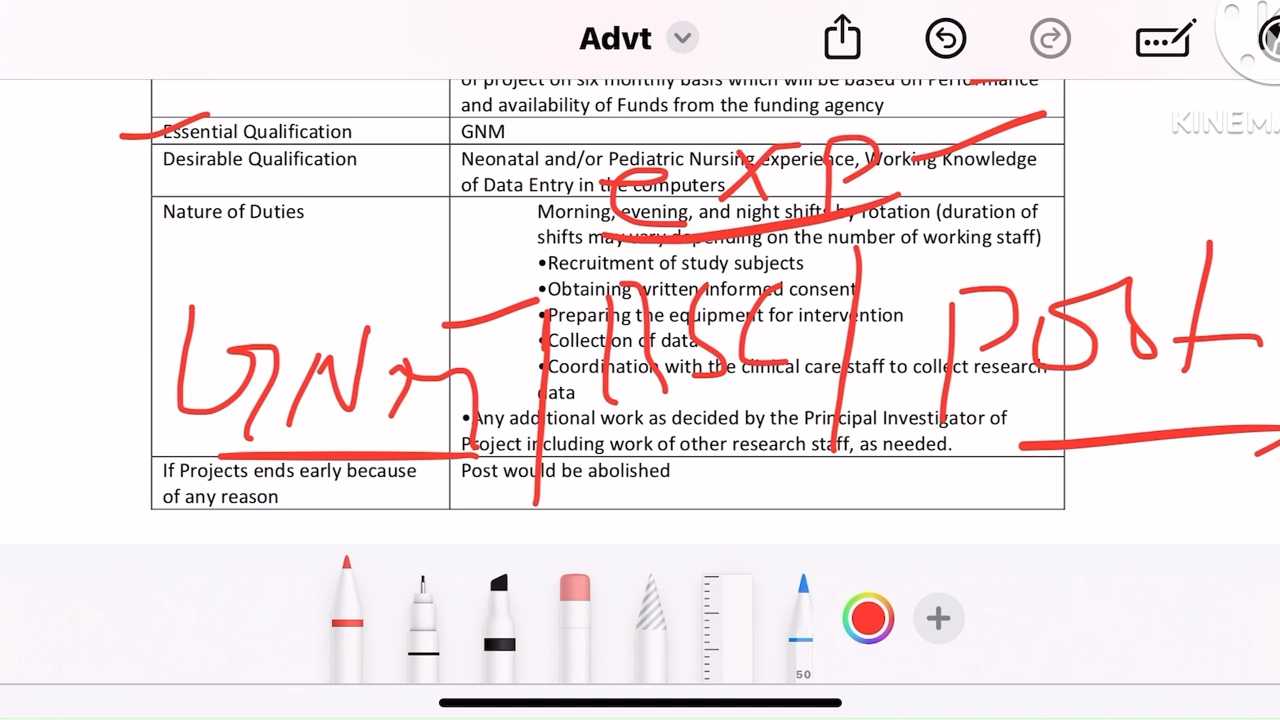 Advt
KINEMA
of project on six monthly basis which will be based on Performance
and availability of Funds from the funding agency
Essential Qualification
GNM
Desirable Qualification
Neonatal and/or Pediatric Nursing experience, Working Knowledge
of Data Entry in the computers
exp
Nature of Duties
Morning, evening, and night shifts by rotation (duration of
shifts may vary depending on the number of working staff)
•Recruitment of study subjects
•Obtaining written informed consent
•Preparing the equipment for intervention
•Collection of data
•Coordination with the clinical care staff to collect research
data
•Any additional work as decided by the Principal Investigator of
Project including work of other research staff, as needed.
GNM
POST
If Projects ends early because
of any reason
Post would be abolished
50